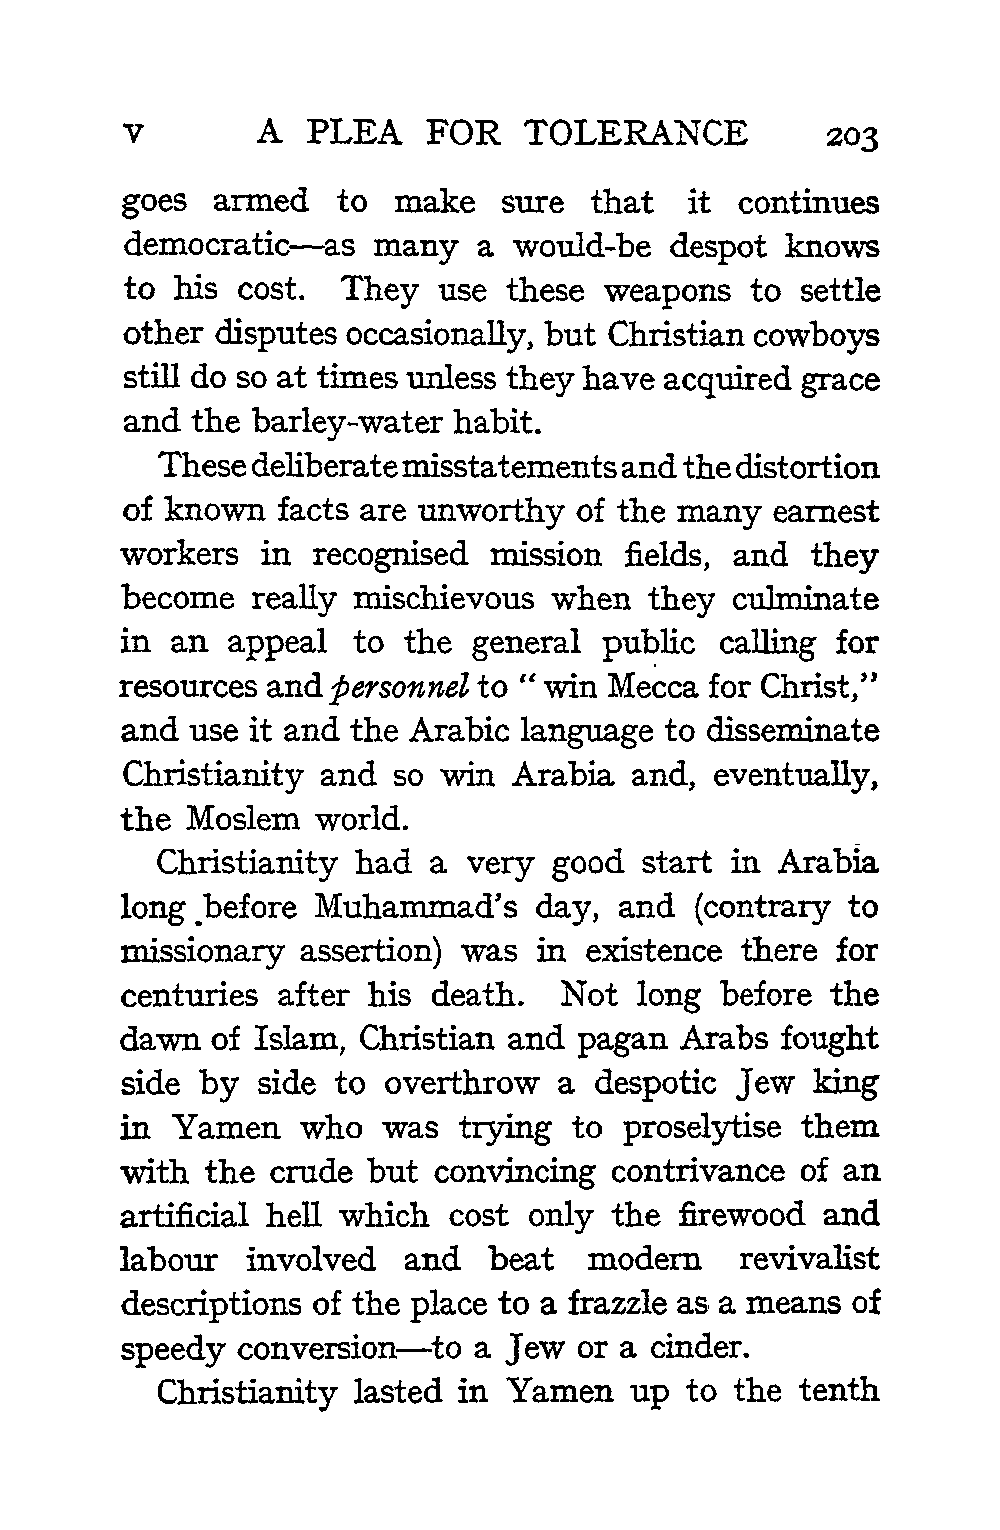 v A PLEA FOR TOLERANCE 203
goes armed to make sure that it continues
democratic—as many a would-be despot knows
to his cost. They use these weapons to settle
other disputes occasionally, but Christian cowboys
still do so at times unless they have acquired grace
and the barley-water habit.
These deliberate misstatements and the distortion
of known facts are unworthy of the many earnest
workers in recognised mission fields, and they
become really mischievous when they culminate
in an appeal to the general public calling for
resources and personnel to “ win Mecca for Christ,”
and use it and the Arabic language to disseminate
Christianity and so win Arabia and, eventually,
the Moslem world.
Christianity had a very good start in Arabia
long before Muhammad’s day, and (contrary to
missionary assertion) was in existence there for
centuries after his death. Not long before the
dawn of Islam, Christian and pagan Arabs fought
side by side to overthrow a despotic Jew king
in Yamen who was trying to proselytise them
with the crude but convincing contrivance of an
artificial hell which cost only the firewood and
labour involved and beat modern revivalist
descriptions of the place to a frazzle as a means of
speedy conversion—to a Jew or a cinder.
Christianity lasted in Yamen up to the tenth